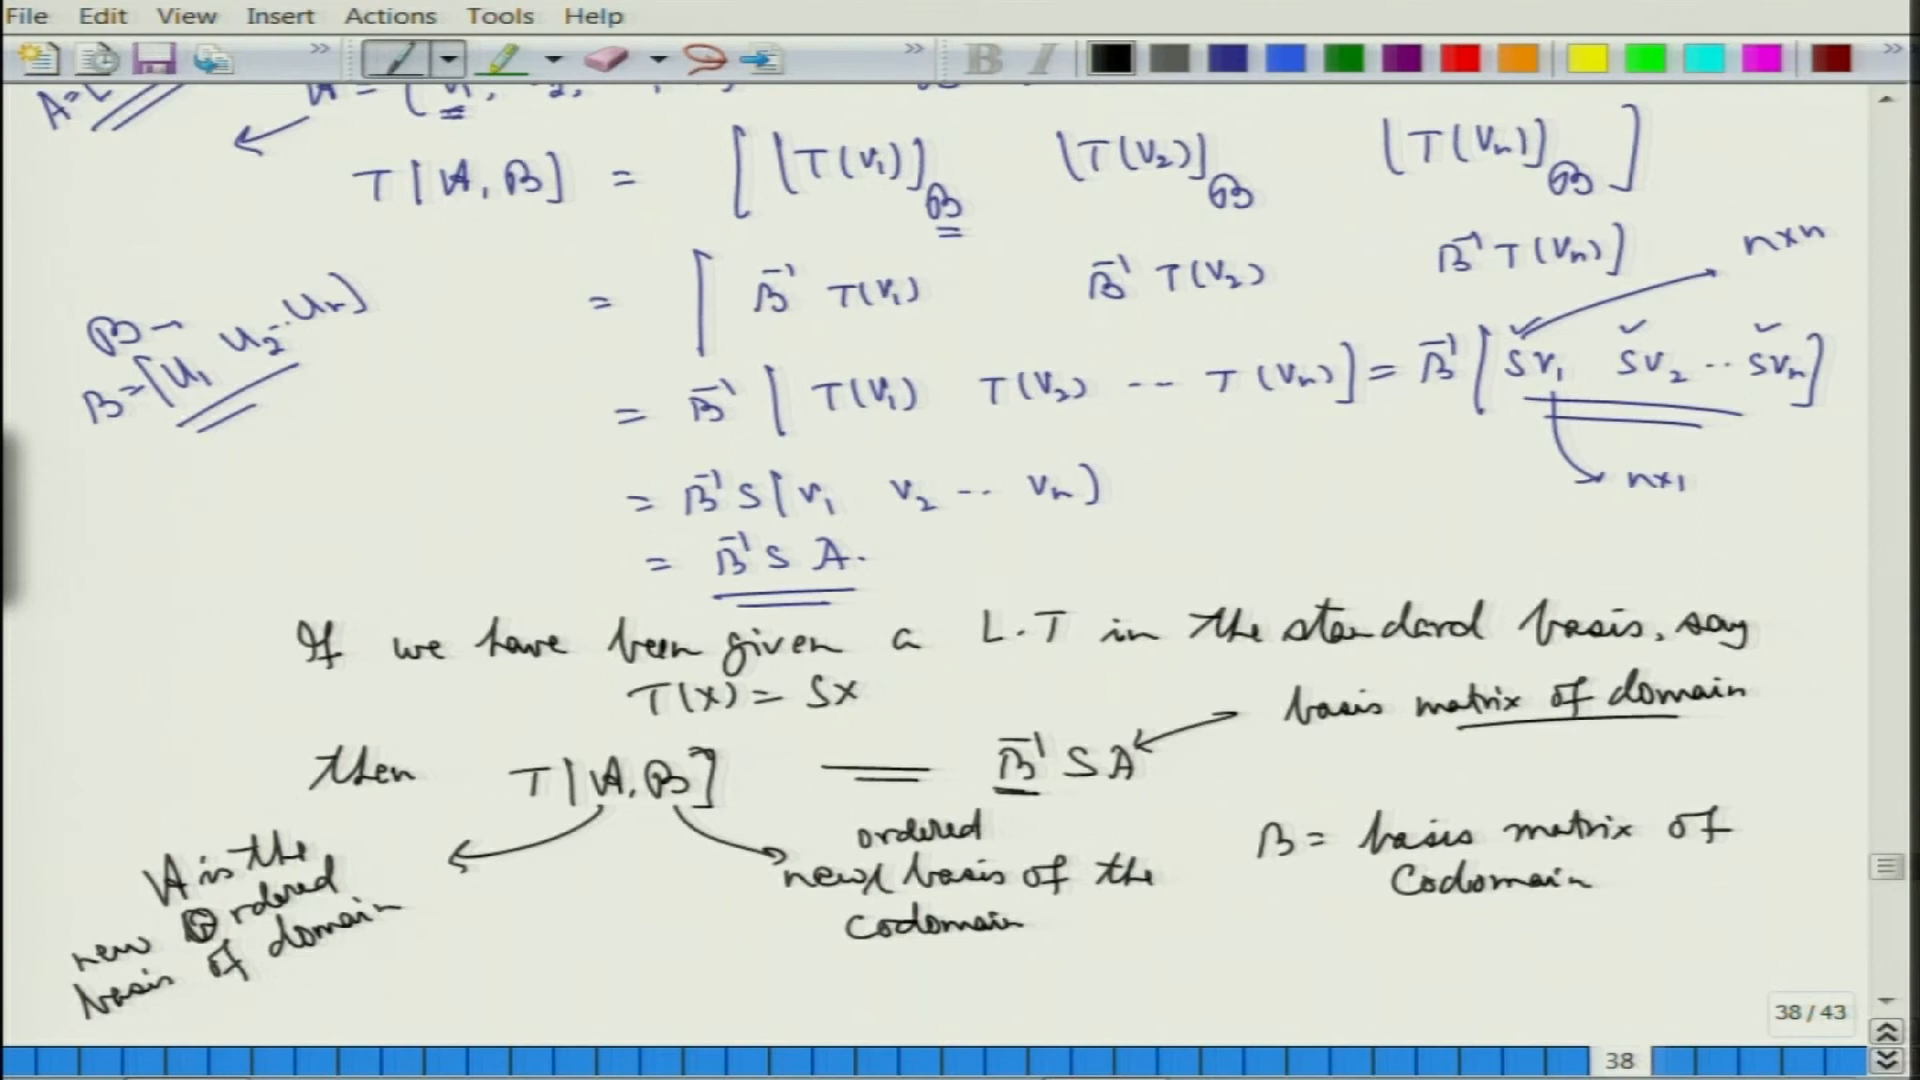 File Edit View Insert Actions Tools Help
T[A, B] = [[T(v₁)]_B [T(v₂)]_B [T(vₙ)]_B]
= [B⁻¹ T(v₁) B⁻¹ T(v₂) B⁻¹ T(vₙ)]
n×n
B →
B = [u₁ u₂ .. uₙ]
= B⁻¹ [T(v₁) T(v₂) -- T(vₙ)] = B⁻¹ [Sv₁ Sv₂ .. Svₙ]
n×1
= B⁻¹ S [v₁ v₂ -- vₙ]
= B⁻¹ S A.
If we have been given a L.T in the standard basis, say
T(x) = Sx
basis matrix of domain
then T[A, B] = B⁻¹ S A
A is the
new ordered
basis of domain
ordered
new basis of the
codomain
B = basis matrix of
Codomain
38 / 43
38